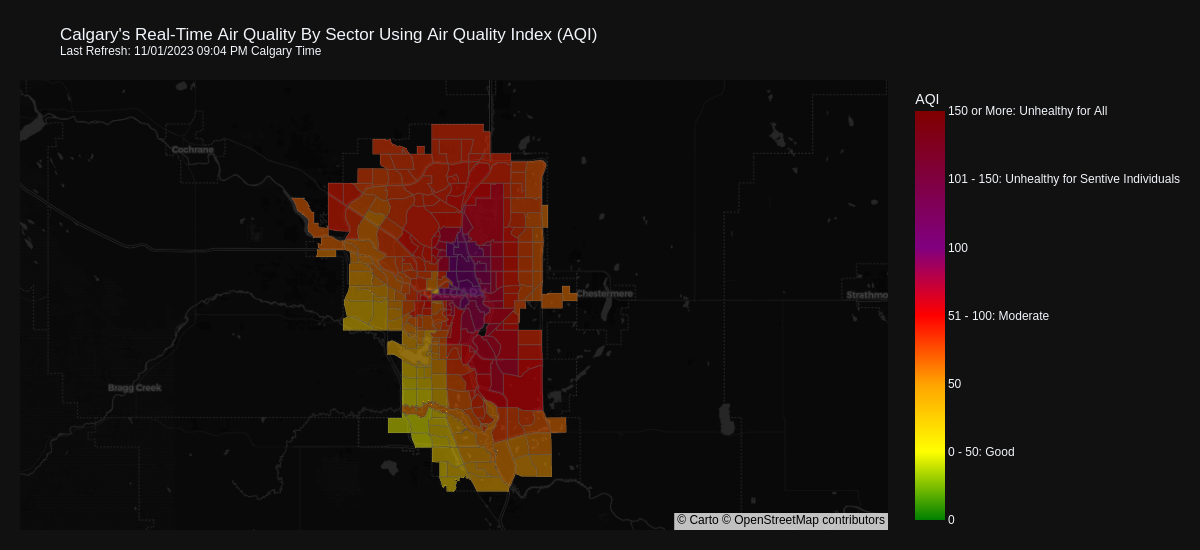 Calgary's Real-Time Air Quality By Sector Using Air Quality Index (AQI)
Last Refresh: 11/01/2023 09:04 PM Calgary Time
AQI
150 or More: Unhealthy for All
Cochrane
101 - 150: Unhealthy for Sentive Individuals
100
Chestermere
Strathmo
51 - 100: Moderate
50
Bragg Creek
0 - 50: Good
0
© Carto © OpenStreetMap contributors